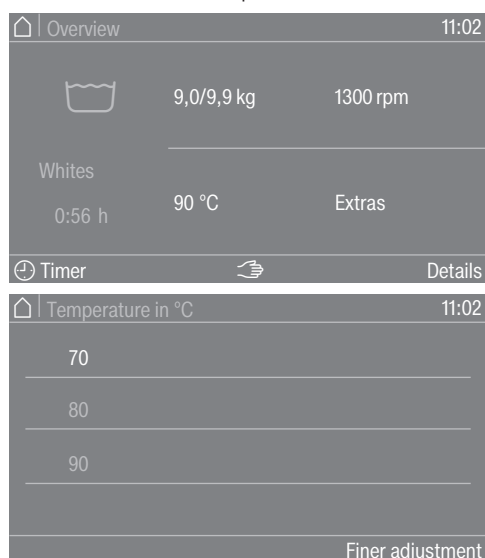 Overview 11:02
9,0/9,9 kg 1300 rpm
Whites
90 °C Extras
0:56 h
Timer Details
Temperature in °C 11:02
70
80
90
Finer adjustment